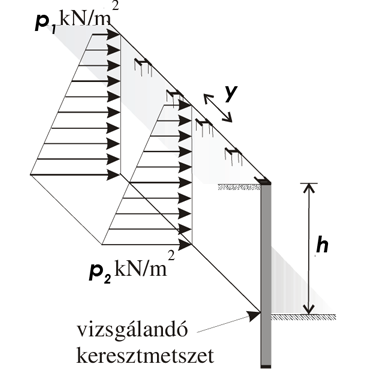 p₁ kN/m²
y
h
p₂ kN/m²
vizsgálandó
keresztmetszet